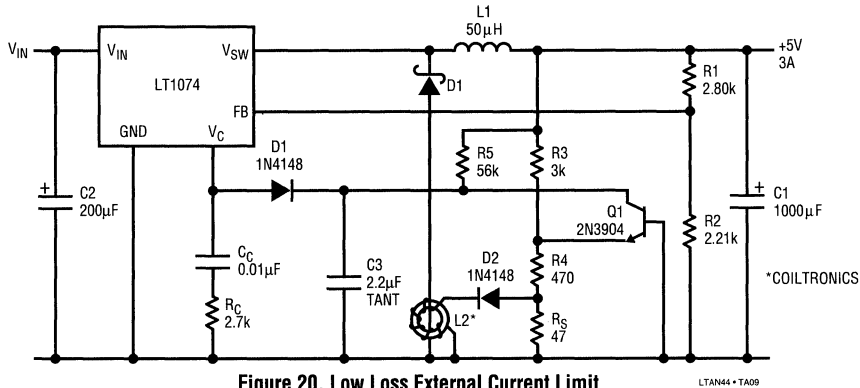 L1
50µH
V_IN
V_IN
V_SW
+5V
3A
LT1074
D1
R1
2.80k
FB
GND
V_C
D1
1N4148
R5
56k
R3
3k
+
C2
200µF
Q1
2N3904
+
C1
1000µF
R2
2.21k
C_C
0.01µF
C3
2.2µF
TANT
D2
1N4148
R4
470
*COILTRONICS
R_C
2.7k
L2*
R_S
47
Figure 20. Low Loss External Current Limit
LTAN44 • TA09